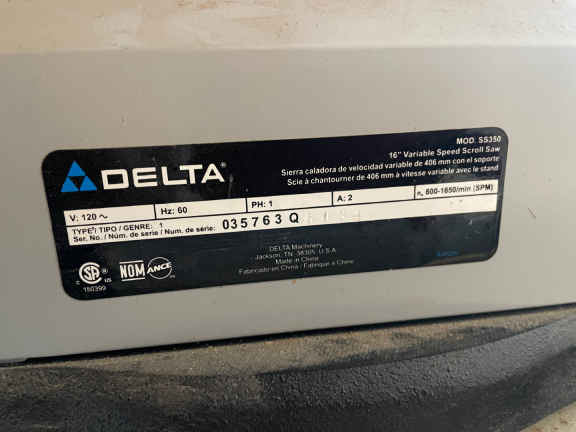 MOD. SS350
16" Variable Speed Scroll Saw
Sierra caladora de velocidad variable de 406 mm con el soporte
Scie à chantourner de 406 mm à vitesse variable avec le stand
DELTA®
V: 120 ~ Hz: 60 PH: 1 A: 2 n₀ 600-1650/min (SPM)
TYPE / TIPO / GENRE: 1
Ser. No. / Núm. de serie / Num. de série: 035763 Q
DELTA Machinery
Jackson, TN. 38305, U.S.A.
Made in China
Fabricado en China / Fabriqué à Chine
SA
C US
NOM ANCE